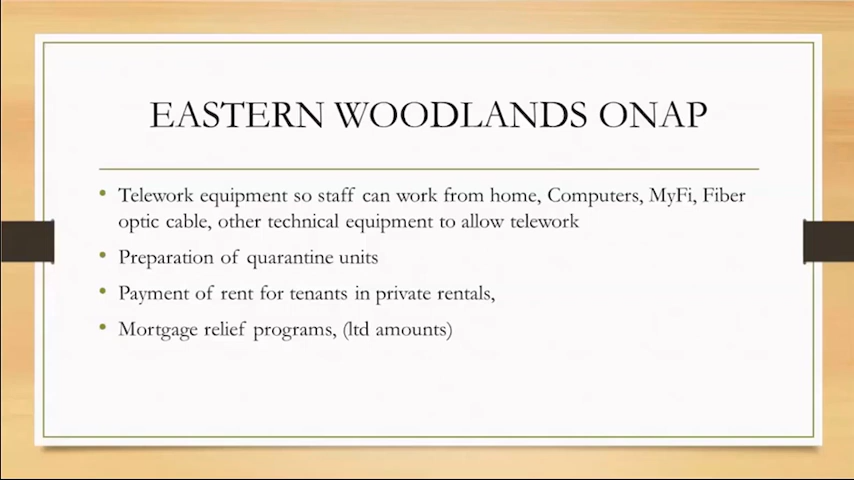 EASTERN WOODLANDS ONAP
• Telework equipment so staff can work from home, Computers, MyFi, Fiber
optic cable, other technical equipment to allow telework
• Preparation of quarantine units
• Payment of rent for tenants in private rentals,
• Mortgage relief programs, (ltd amounts)